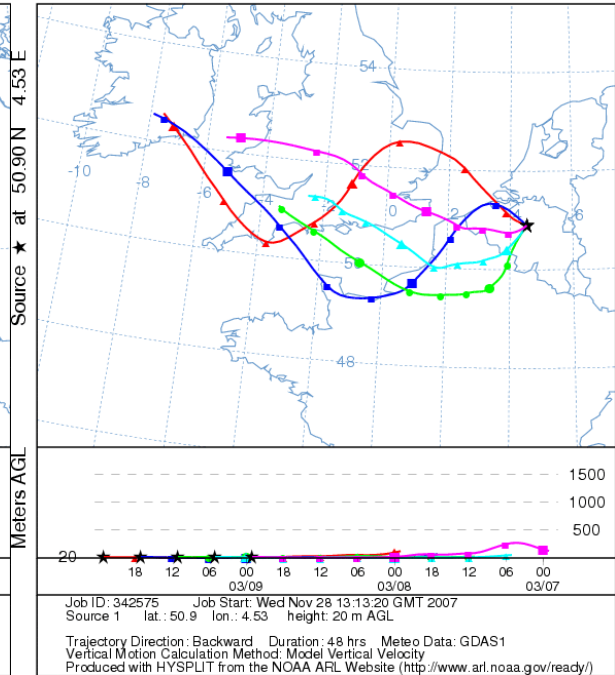 Source ★ at 50.90 N 4.53 E
54
52
50
48
-10
-8
-6
-4
-2
0
6
Meters AGL
1500
1000
500
20
18 12 06 00 18 12 06 00 18 12 06 00
03/09 03/08 03/07
Job ID: 342575 Job Start: Wed Nov 28 13:13:20 GMT 2007
Source 1 lat.: 50.9 lon.: 4.53 height: 20 m AGL
Trajectory Direction: Backward Duration: 48 hrs Meteo Data: GDAS1
Vertical Motion Calculation Method: Model Vertical Velocity
Produced with HYSPLIT from the NOAA ARL Website (http://www.arl.noaa.gov/ready/)